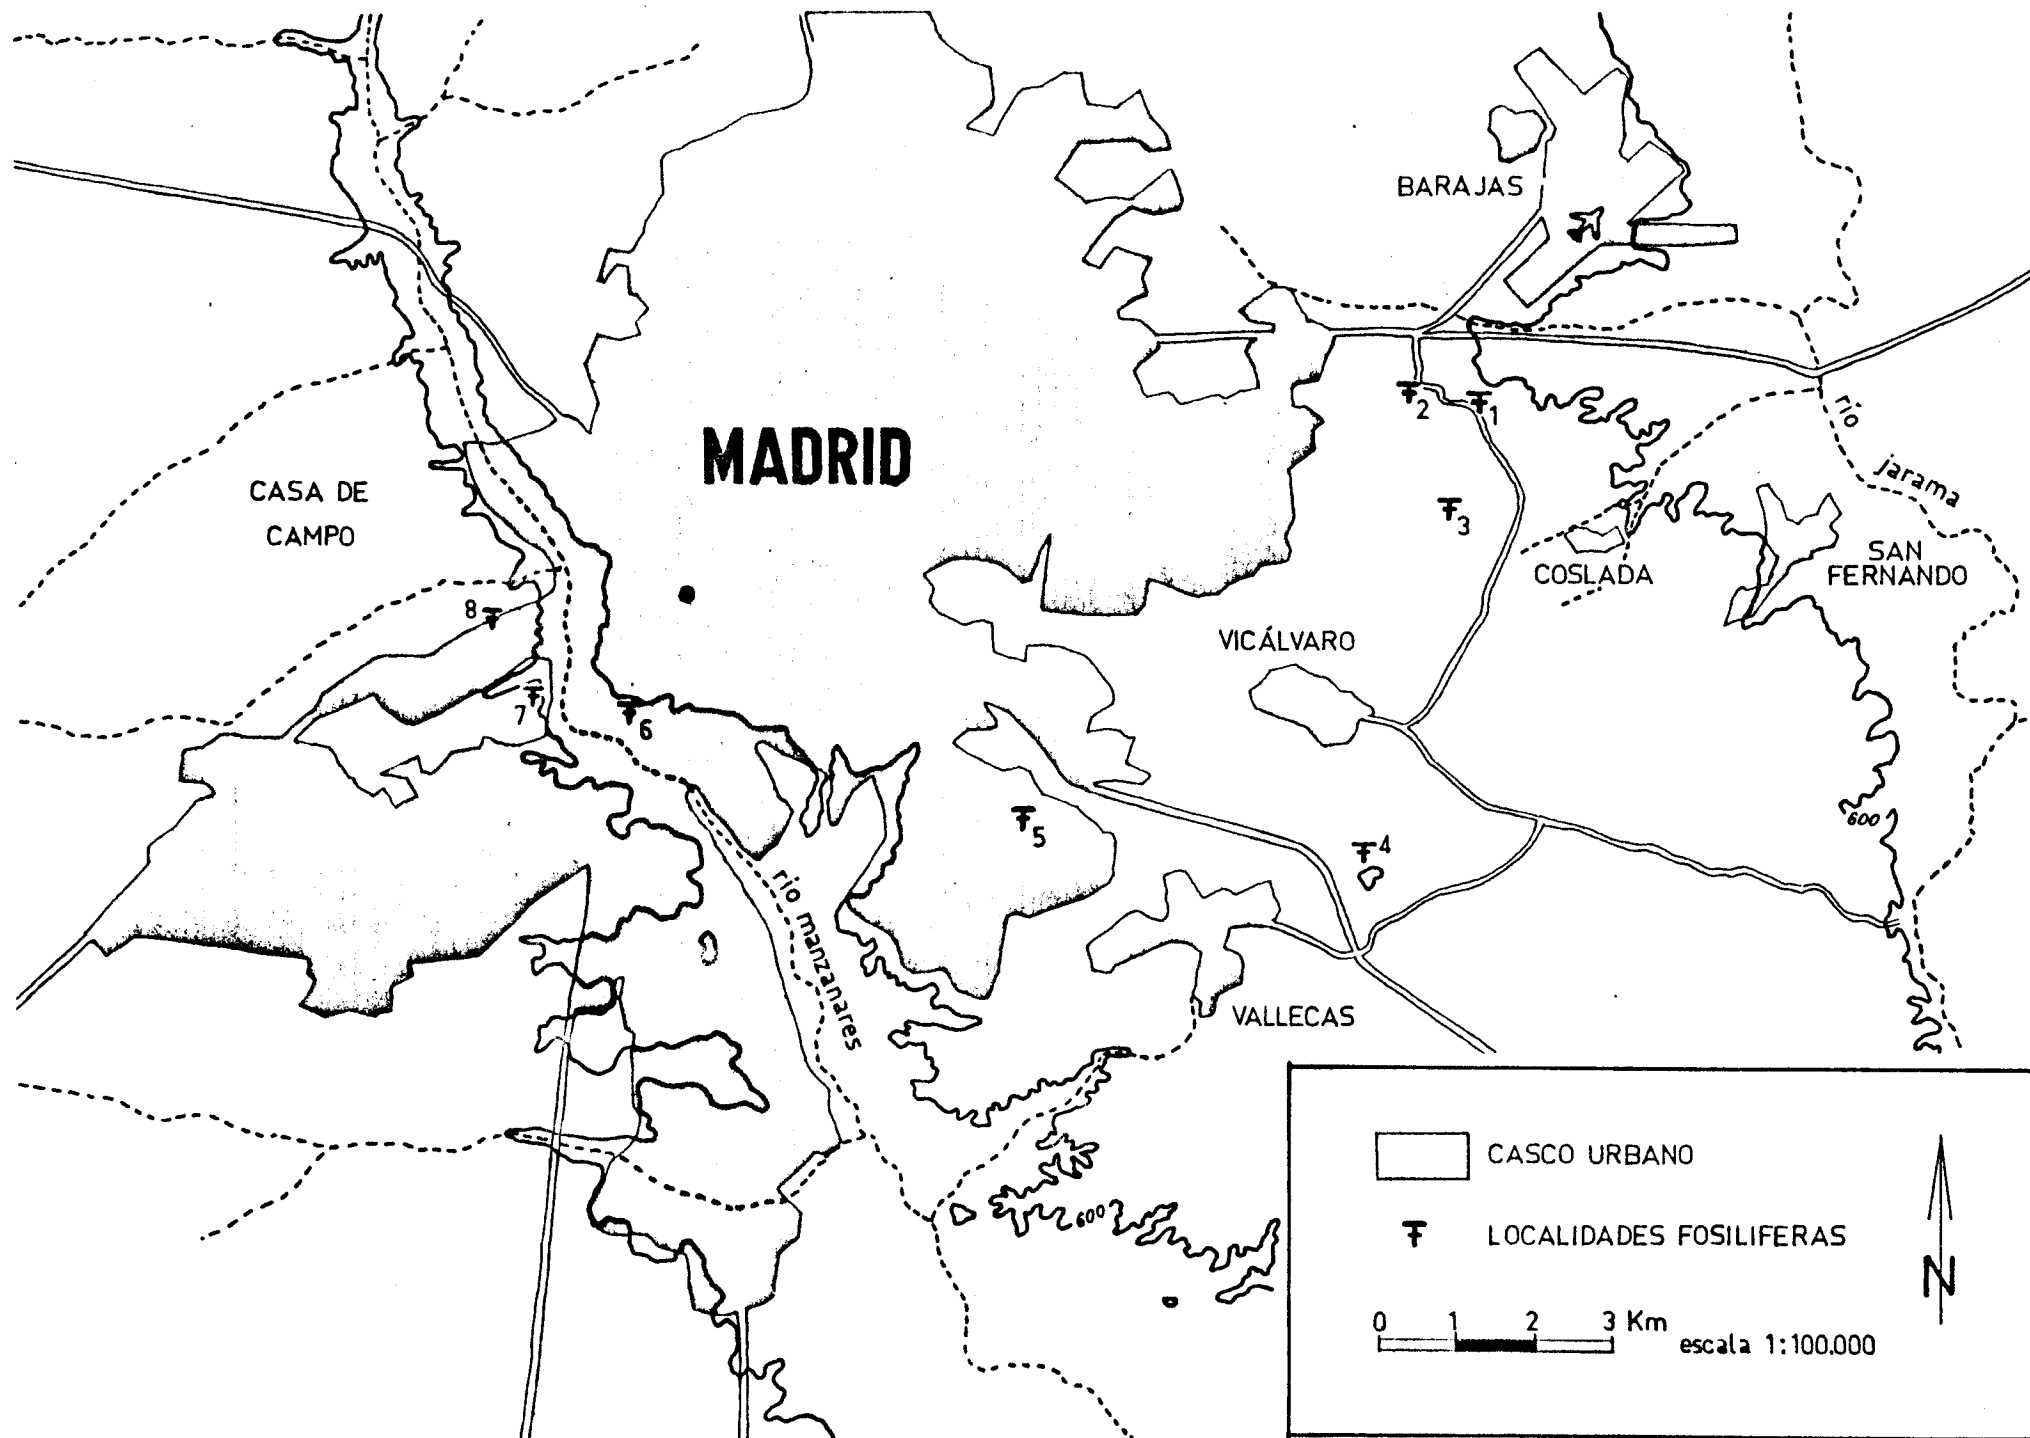 BARAJAS
MADRID
2
1
río
jarama
CASA DE
CAMPO
3
SAN
FERNANDO
COSLADA
8
VICÁLVARO
7
6
600
5
4
río manzanares
VALLECAS
600
CASCO URBANO
LOCALIDADES FOSILIFERAS
N
0 1 2 3 Km
escala 1:100.000